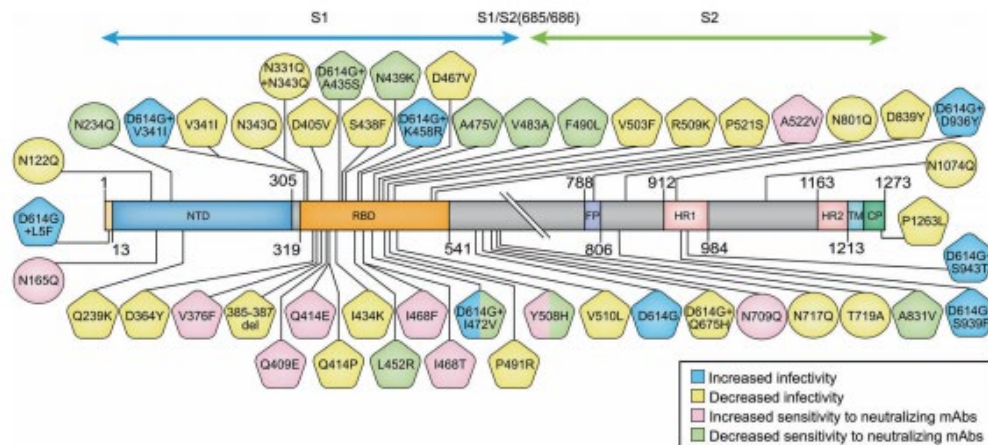 S1
S1/S2(685/686)
S2
N331Q
+N343Q
D614G+
A435S
N439K
D467V
N234Q
D614G+
V341I
V341I
N343Q
D405V
S438F
D614G+
K458R
A475V
V483A
F490L
V503F
R509K
P521S
A522V
N801Q
D839Y
D614G+
D936Y
N122Q
N1074Q
1
305
788
912
1163
1273
D614G
+L5F
NTD
RBD
FP
HR1
HR2
TM
CP
P1263L
13
319
541
806
984
1213
N165Q
D614G+
S943T
Q239K
D364Y
V376F
385-387
del
Q414E
I434K
I468F
D614G+
I472V
Y508H
V510L
D614G
D614G+
Q675H
N709Q
N717Q
T719A
A831V
D614G+
S939F
Q409E
Q414P
L452R
I468T
P491R
Increased infectivity
Decreased infectivity
Increased sensitivity to neutralizing mAbs
Decreased sensitivity to neutralizing mAbs